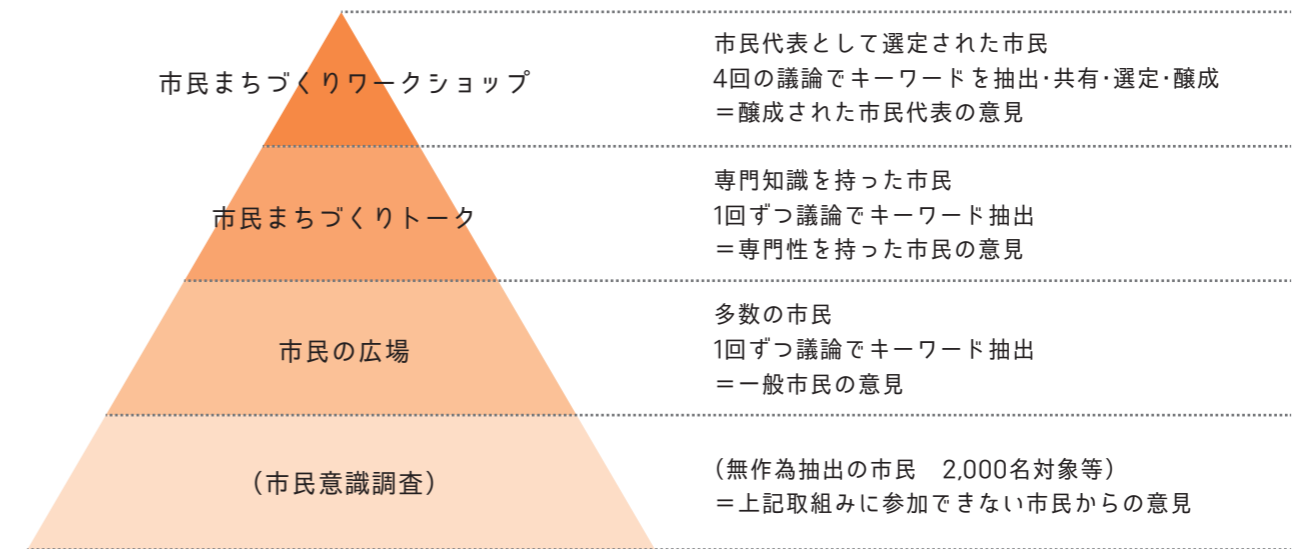 市民まちづくりワークショップ
市民代表として選定された市民
4回の議論でキーワードを抽出・共有・選定・醸成
＝醸成された市民代表の意見
市民まちづくりトーク
専門知識を持った市民
1回ずつ議論でキーワード抽出
＝専門性を持った市民の意見
市民の広場
多数の市民
1回ずつ議論でキーワード抽出
＝一般市民の意見
（市民意識調査）
（無作為抽出の市民　2,000名対象等）
＝上記取組みに参加できない市民からの意見